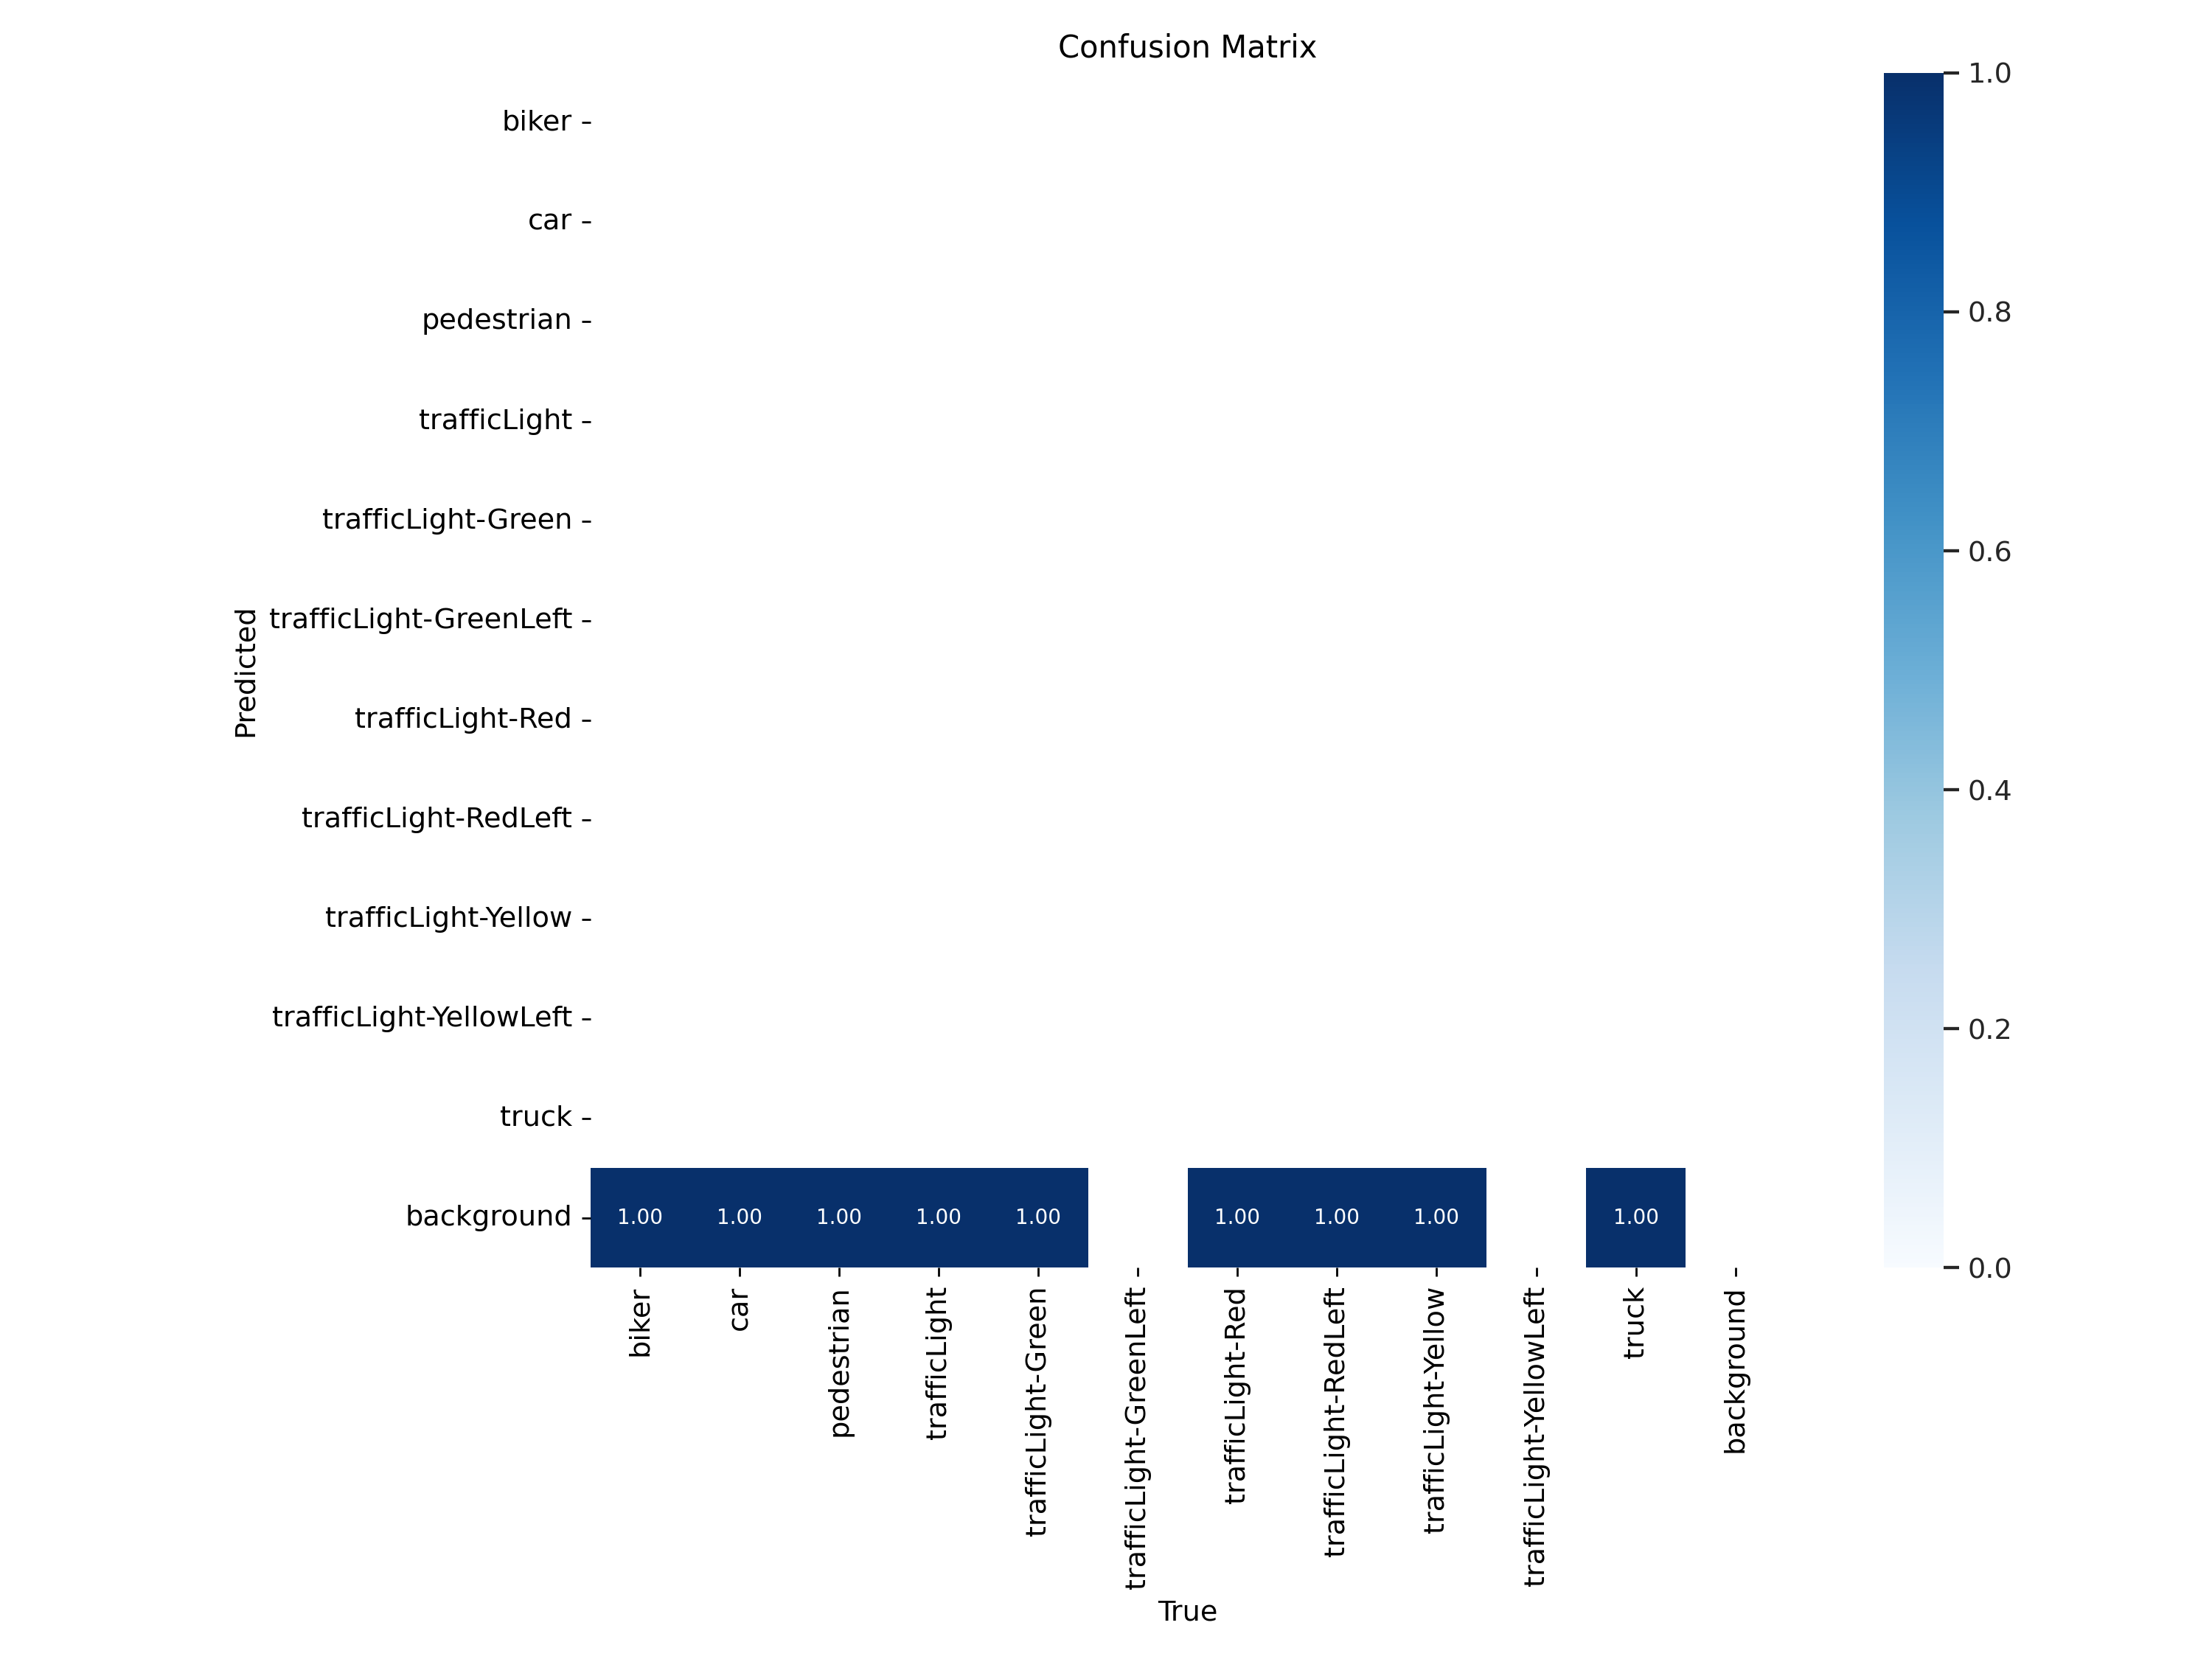 Confusion Matrix
biker
car
pedestrian
trafficLight
trafficLight-Green
trafficLight-GreenLeft
trafficLight-Red
trafficLight-RedLeft
trafficLight-Yellow
trafficLight-YellowLeft
truck
background
Predicted
1.00 1.00 1.00 1.00 1.00 1.00 1.00 1.00 1.00
biker
car
pedestrian
trafficLight
trafficLight-Green
trafficLight-GreenLeft
trafficLight-Red
trafficLight-RedLeft
trafficLight-Yellow
trafficLight-YellowLeft
truck
background
True
1.0
0.8
0.6
0.4
0.2
0.0